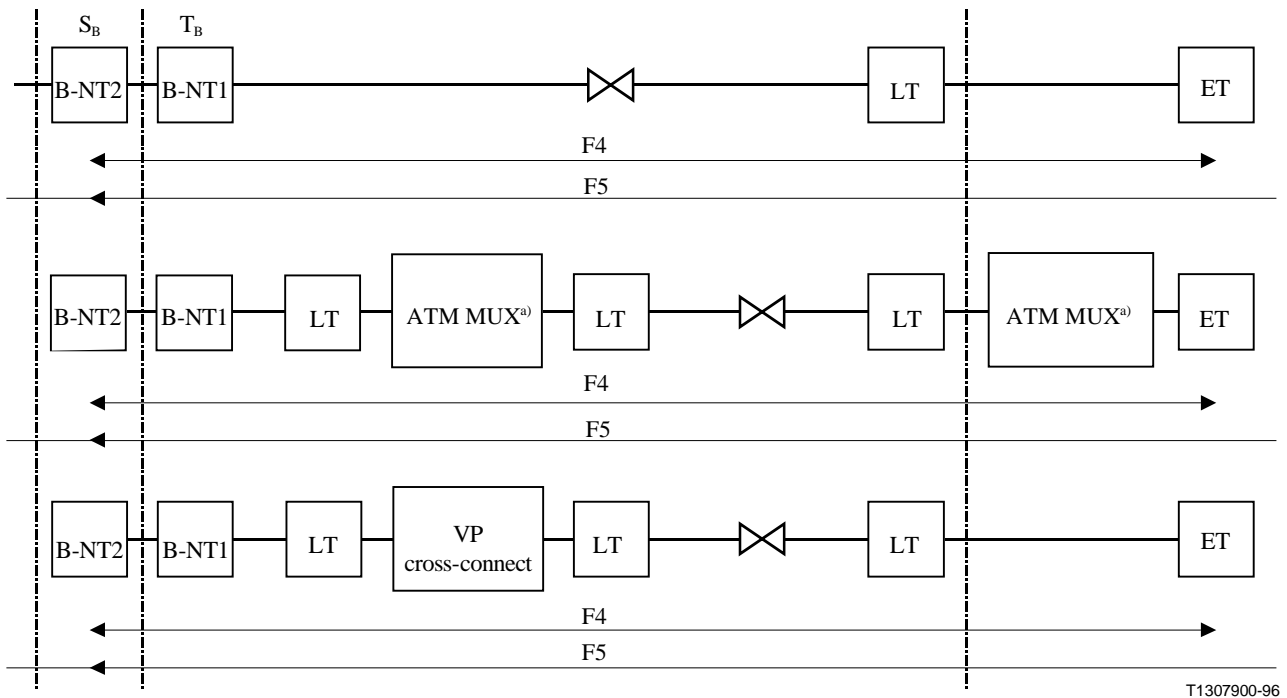 S_B T_B
B-NT2 B-NT1 LT ET
F4
F5
B-NT2 B-NT1 LT ATM MUX^a) LT LT ATM MUX^a) ET
F4
F5
B-NT2 B-NT1 LT VP cross-connect LT LT ET
F4
F5
T1307900-96